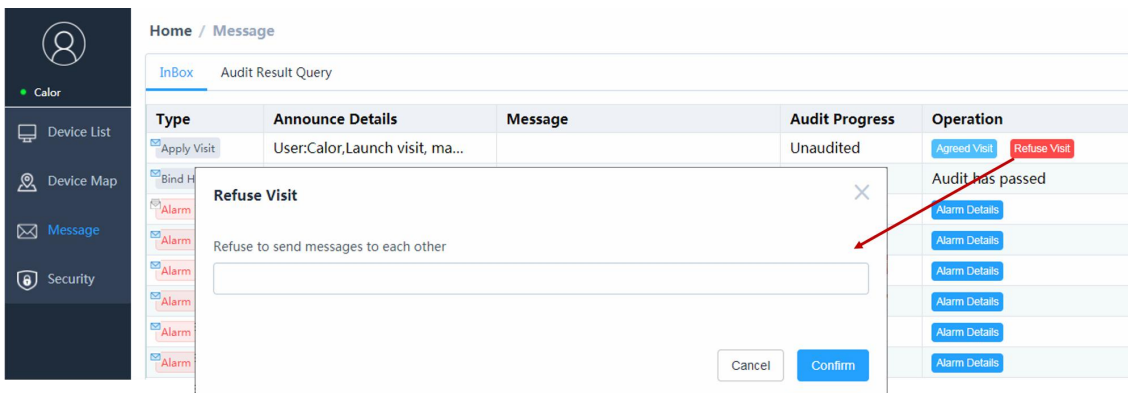 Home / Message
InBox Audit Result Query
Calor
Device List
Device Map
Message
Security
Type Announce Details Message Audit Progress Operation
Apply Visit User:Calor,Launch visit, ma... Unaudited Agreed Visit Refuse Visit
Bind H Audit has passed
Alarm Alarm Details
Alarm Alarm Details
Alarm Alarm Details
Alarm Alarm Details
Alarm Alarm Details
Alarm Alarm Details
Refuse Visit
Refuse to send messages to each other
Cancel Confirm